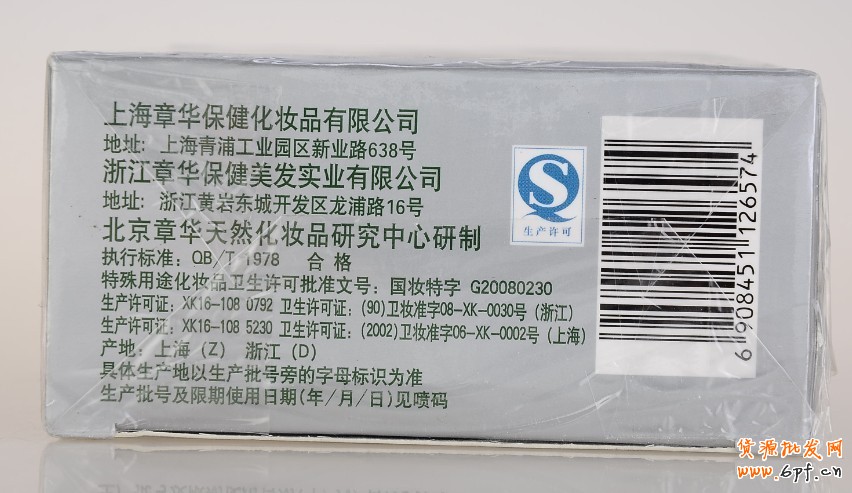 上海章华保健化妆品有限公司
地址: 上海青浦工业园区新业路638号
浙江章华保健美发实业有限公司
地址: 浙江黄岩东城开发区龙浦路16号
北京章华天然化妆品研究中心研制
执行标准: QB/T 1978 合格
特殊用途化妆品卫生许可批准文号: 国妆特字 G20080230
生产许可证: XK16-108 0792 卫生许可证: (90)卫妆准字08-XK-0030号(浙江)
生产许可证: XK16-108 5230 卫生许可证: (2002)卫妆准字06-XK-0002号(上海)
产地: 上海(Z) 浙江(D)
具体生产地以生产批号旁的字母标识为准
生产批号及限期使用日期(年/月/日)见喷码
S
生产许可
6 908451 126574
货源批发网
www.6pf.cn